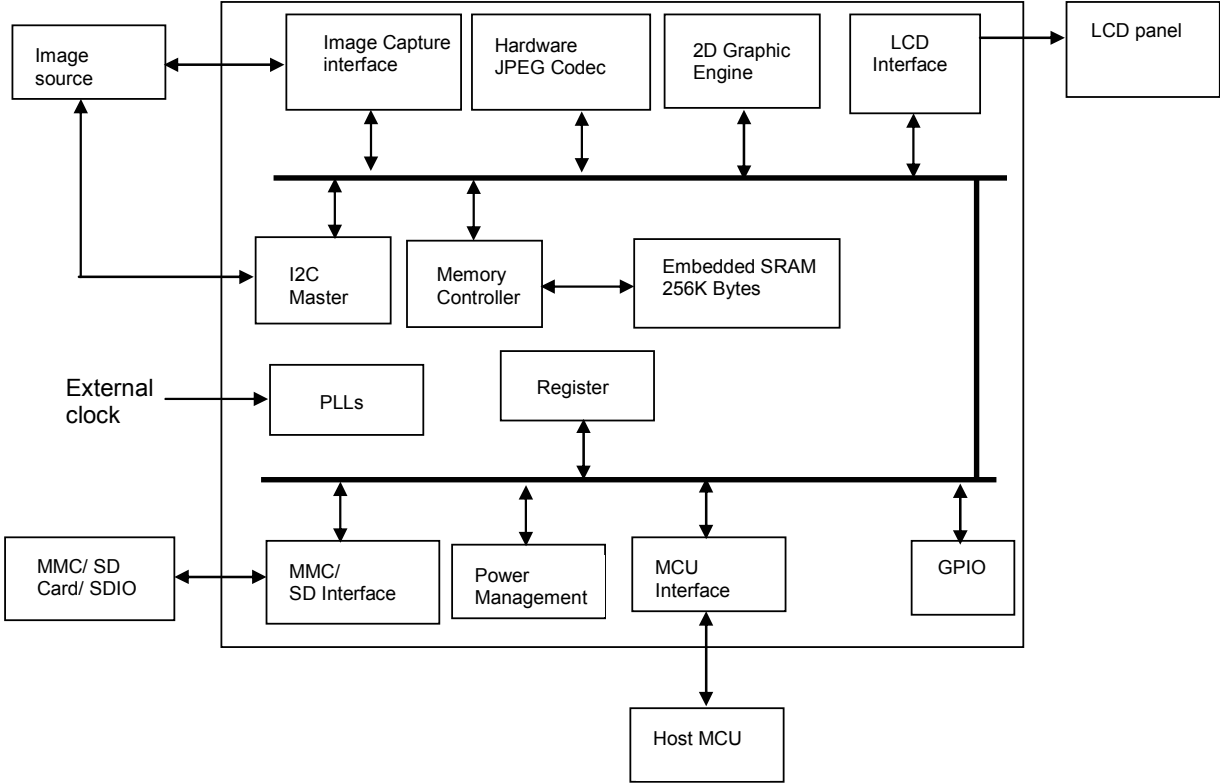 Image
source
Image Capture
interface
Hardware
JPEG Codec
2D Graphic
Engine
LCD
Interface
LCD panel
I2C
Master
Memory
Controller
Embedded SRAM
256K Bytes
External
clock
PLLs
Register
MMC/ SD
Card/ SDIO
MMC/
SD Interface
Power
Management
MCU
Interface
GPIO
Host MCU